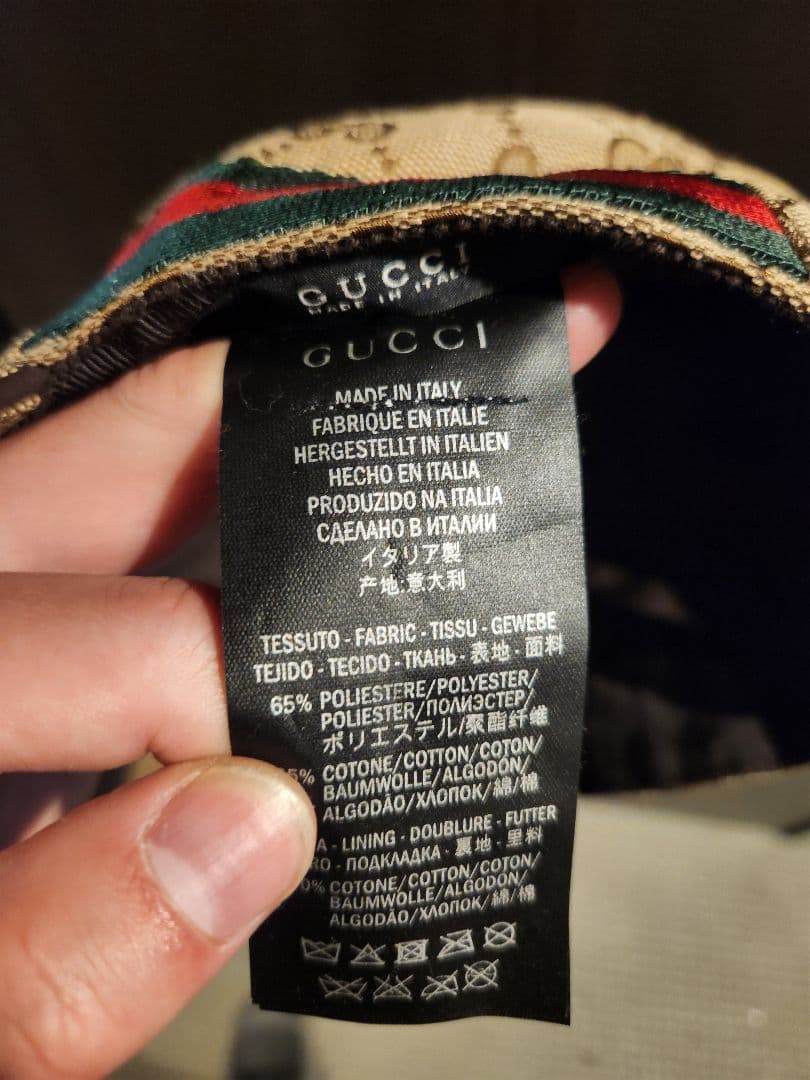 GUCCI
MADE IN ITALY
GUCCI
MADE IN ITALY
FABRIQUE EN ITALIE
HERGESTELLT IN ITALIEN
HECHO EN ITALIA
PRODUZIDO NA ITALIA
СДЕЛАНО В ИТАЛИИ
イタリア製
产地:意大利
TESSUTO - FABRIC - TISSU - GEWEBE
TEJIDO - TECIDO - ТКАНЬ - 表地 - 面料
65% POLIESTERE/POLYESTER/
POLIESTER/ПОЛИЭСТЕР/
ポリエステル/聚酯纤维
5% COTONE/COTTON/COTON/
BAUMWOLLE/ALGODÓN/
ALGODÃO/ХЛОПОК/綿/棉
A - LINING - DOUBLURE - FUTTER
RO - ПОДКЛАДКА - 裏地 - 里料
0% COTONE/COTTON/COTON/
BAUMWOLLE/ALGODÓN/
ALGODÃO/ХЛОПОК/綿/棉